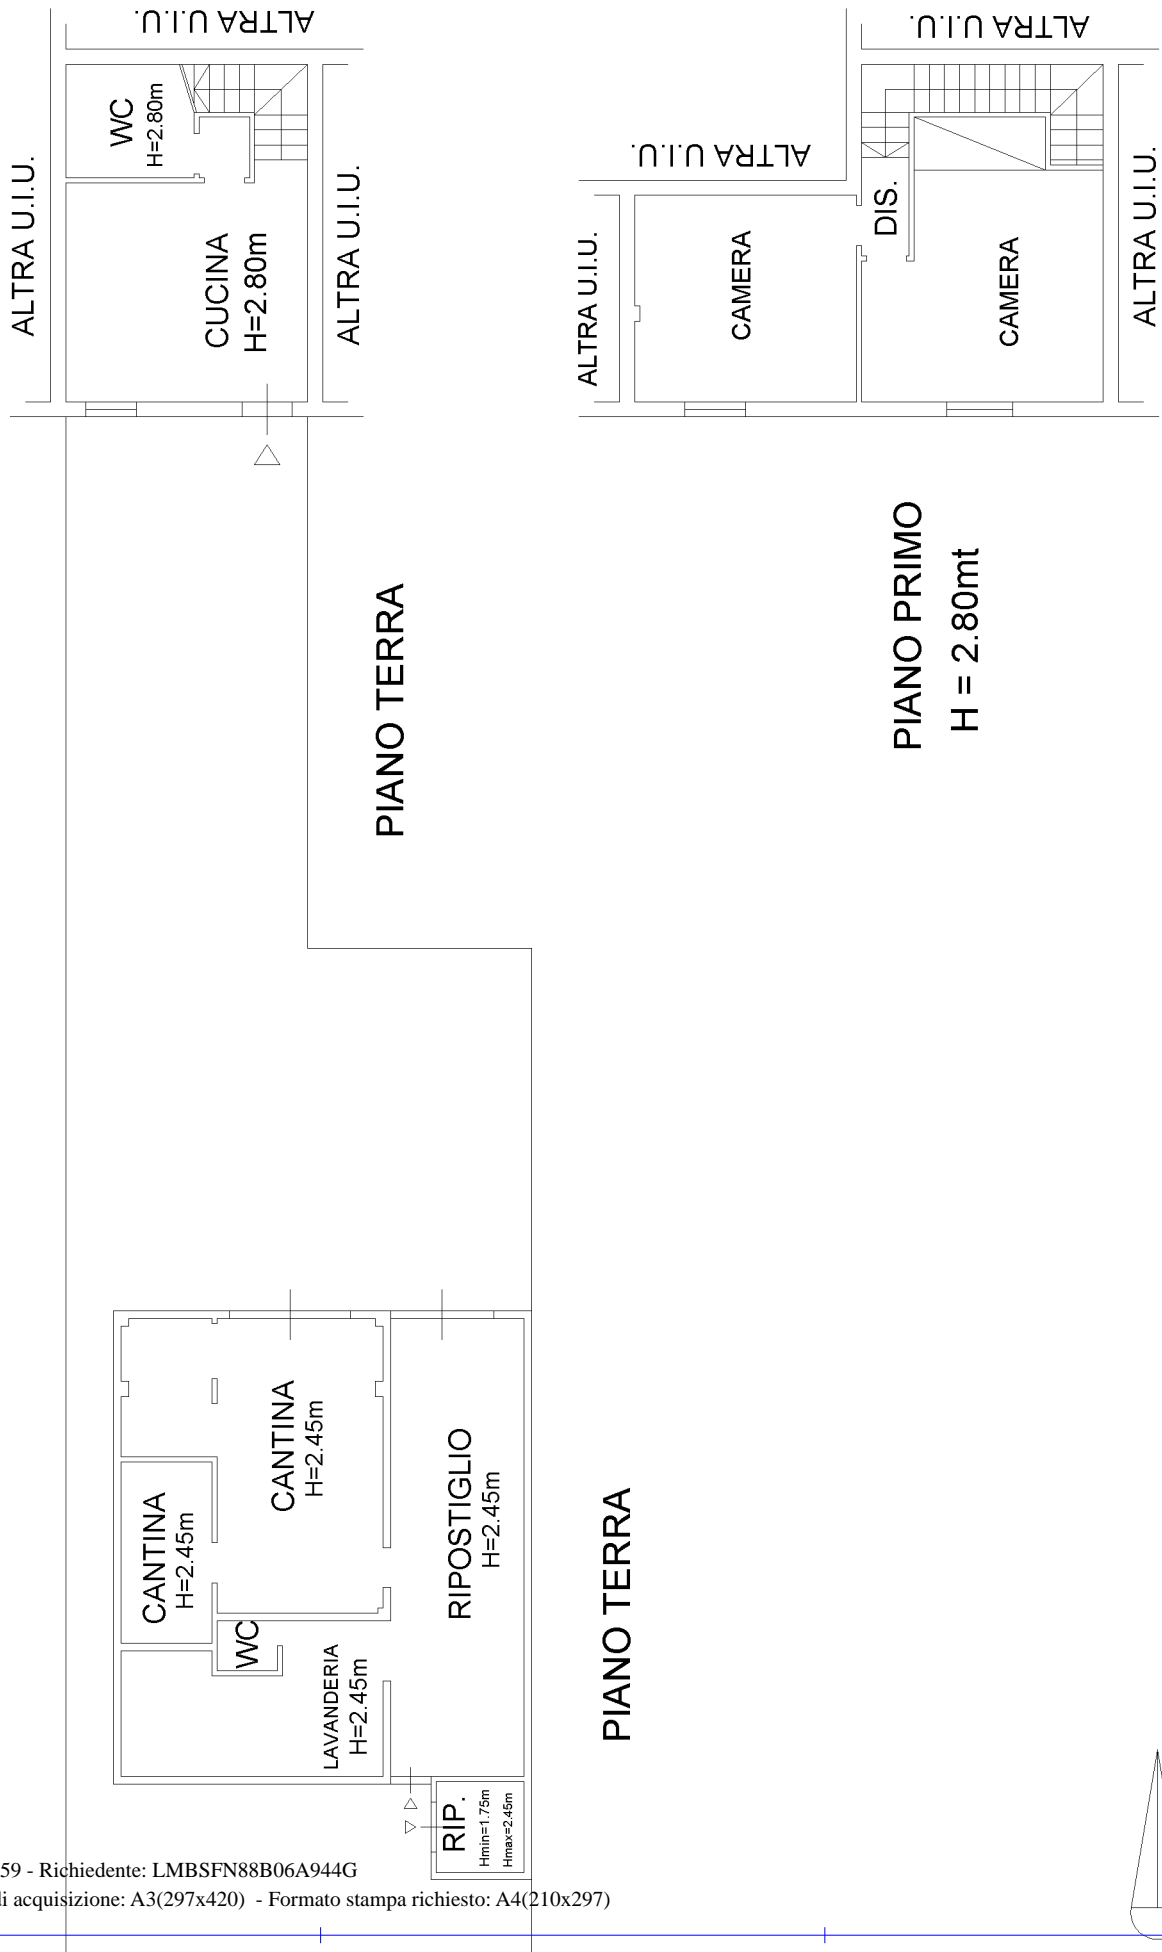 ALTRA U.I.U.
ALTRA U.I.U.
WC
H=2.80m
CUCINA
H=2.80m
ALTRA U.I.U.
PIANO TERRA
ALTRA U.I.U.
ALTRA U.I.U.
ALTRA U.I.U.
CAMERA
DIS.
CAMERA
ALTRA U.I.U.
PIANO PRIMO
H = 2.80mt
CANTINA
H=2.45m
CANTINA
H=2.45m
RIPOSTIGLIO
H=2.45m
WC
LAVANDERIA
H=2.45m
RIP.
Hmin=1.75m
Hmax=2.45m
PIANO TERRA
59 - Richiedente: LMBSFN88B06A944G
di acquisizione: A3(297x420) - Formato stampa richiesto: A4(210x297)